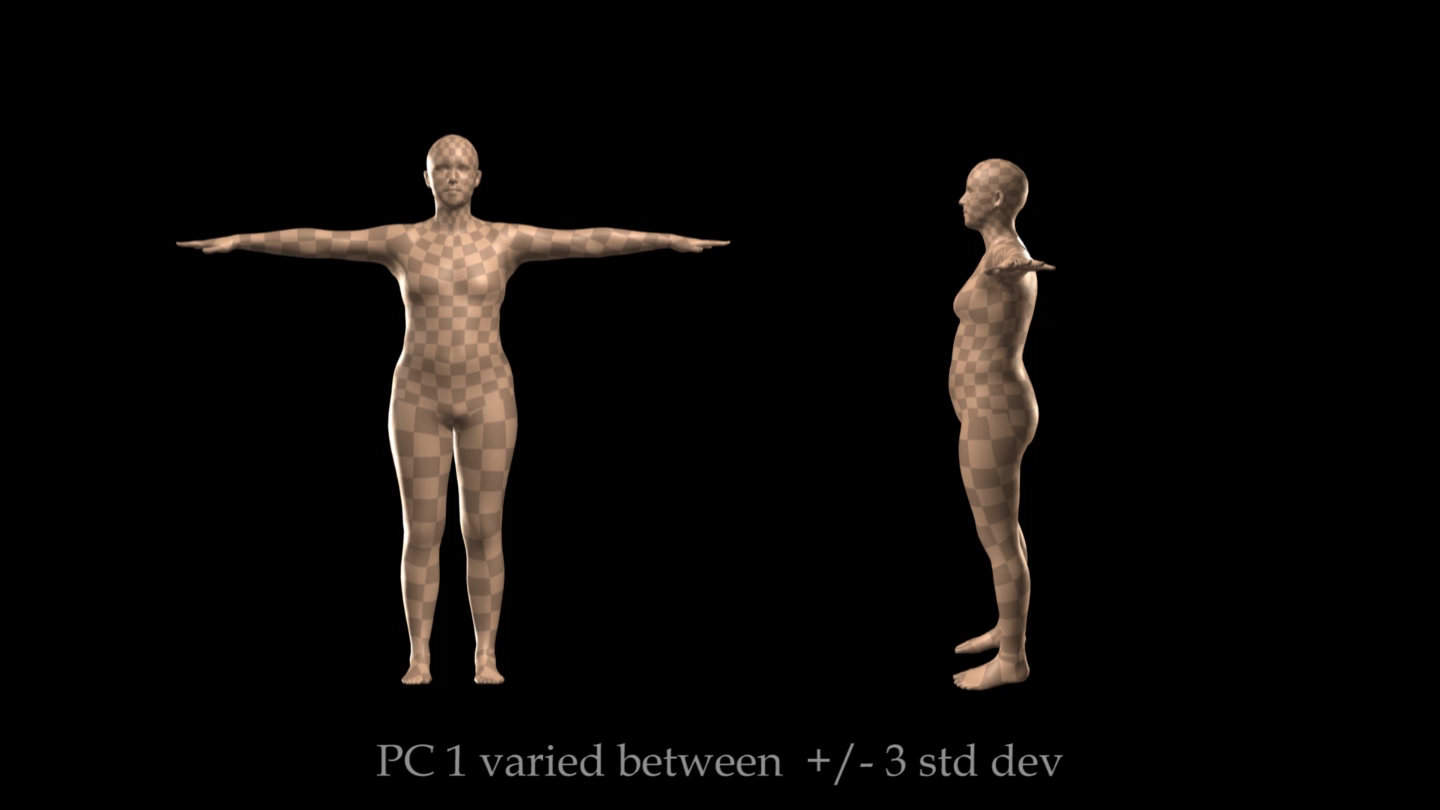 PC 1 varied between +/- 3 std dev